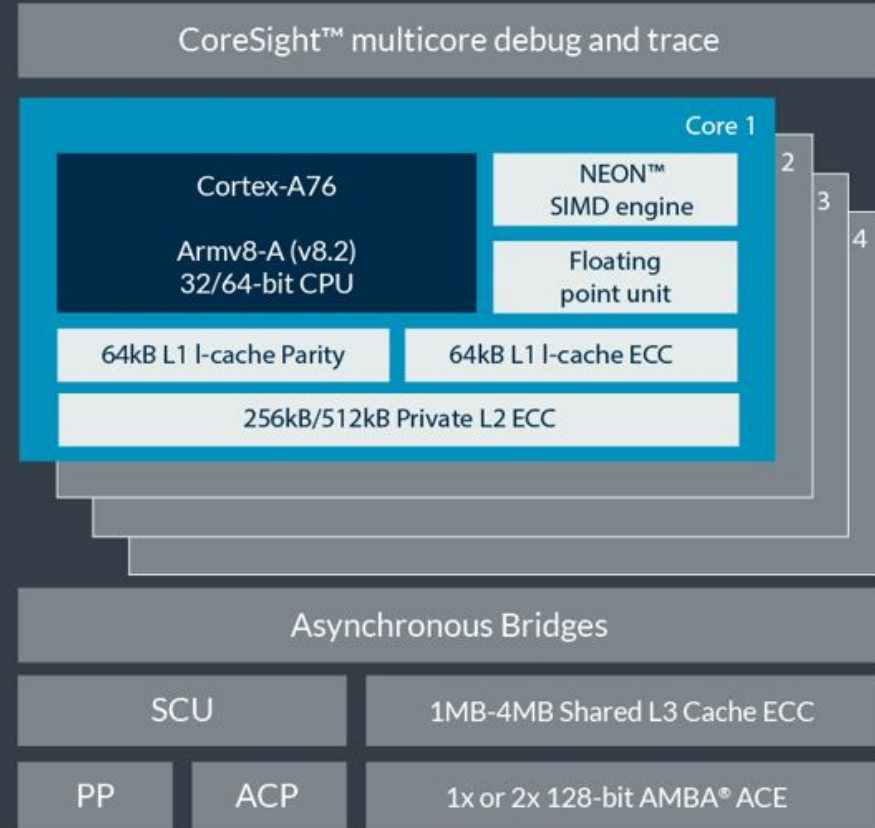 CoreSight™ multicore debug and trace
Core 1
2
3
4
Cortex-A76
Armv8-A (v8.2)
32/64-bit CPU
NEON™
SIMD engine
Floating
point unit
64kB L1 l-cache Parity
64kB L1 l-cache ECC
256kB/512kB Private L2 ECC
Asynchronous Bridges
SCU
1MB-4MB Shared L3 Cache ECC
PP
ACP
1x or 2x 128-bit AMBA® ACE